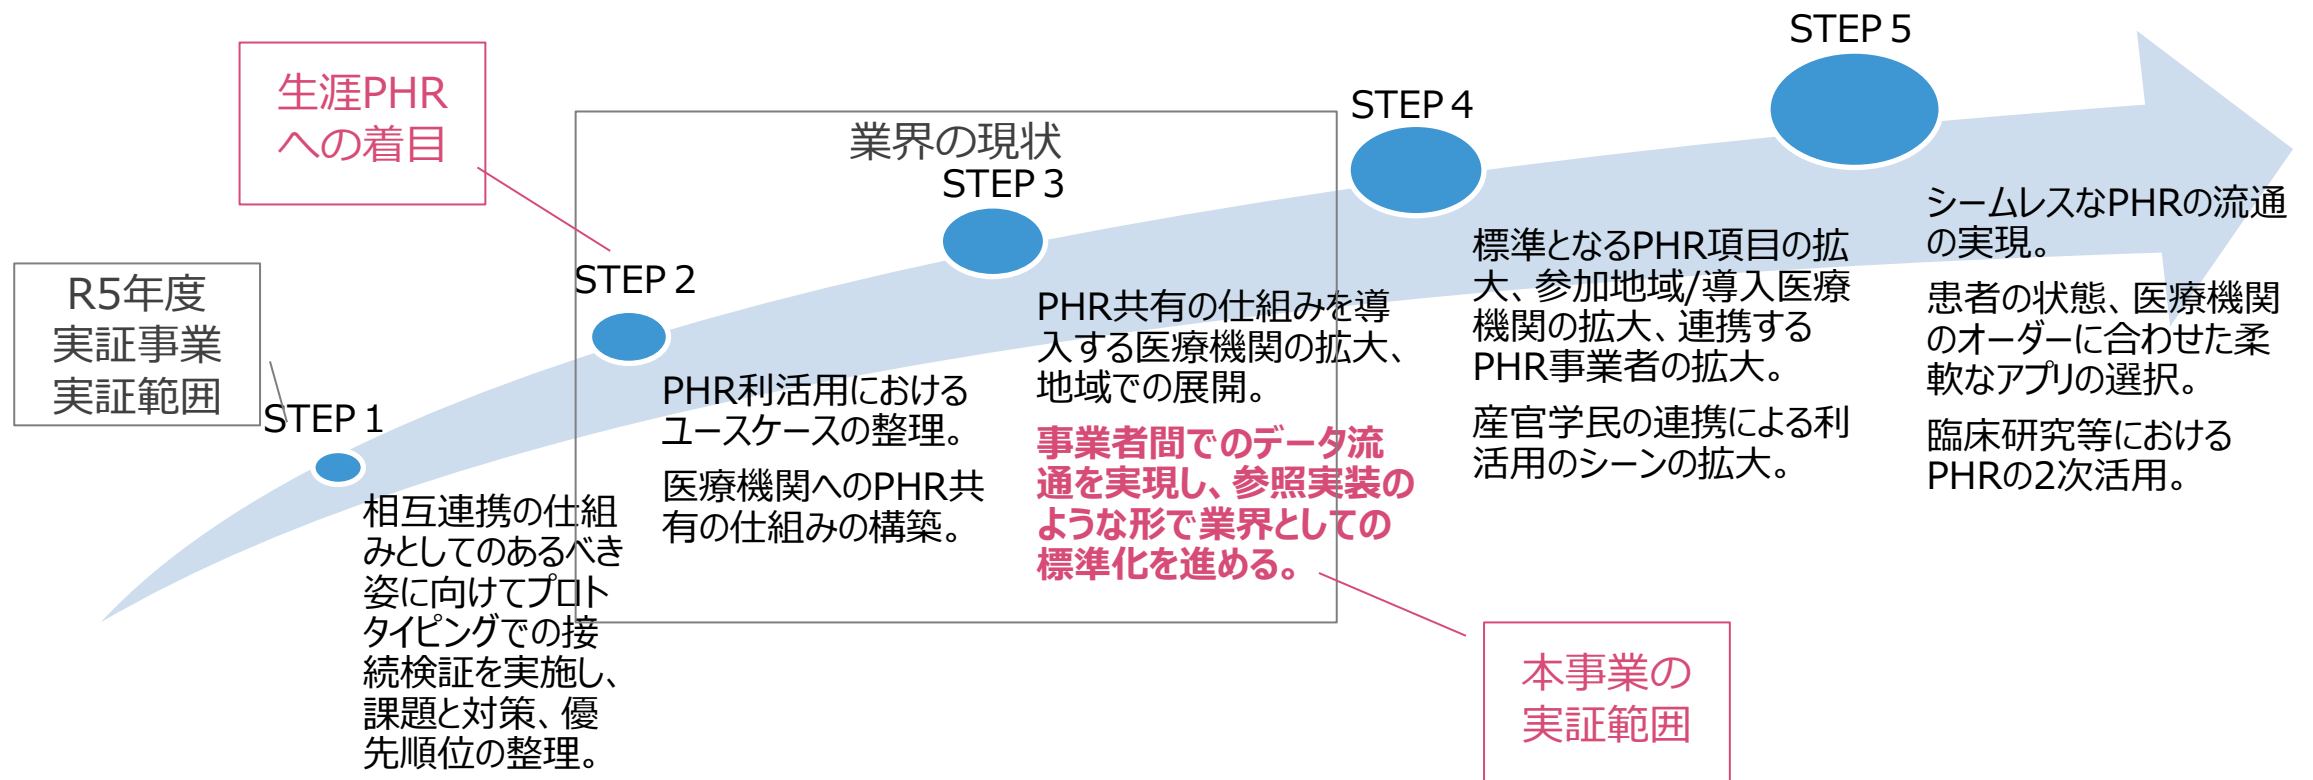 R5年度
実証事業
実証範囲
生涯PHR
への着目
業界の現状
STEP１
相互連携の仕組
みとしてのあるべき
姿に向けてプロト
タイピングでの接
続検証を実施し、
課題と対策、優
先順位の整理。
STEP２
PHR利活用における
ユースケースの整理。
医療機関へのPHR共
有の仕組みの構築。
STEP３
PHR共有の仕組みを導
入する医療機関の拡大、
地域での展開。
事業者間でのデータ流
通を実現し、参照実装の
ような形で業界としての
標準化を進める。
本事業の
実証範囲
STEP４
標準となるPHR項目の拡
大、参加地域/導入医療
機関の拡大、連携する
PHR事業者の拡大。
産官学民の連携による利
活用のシーンの拡大。
STEP５
シームレスなPHRの流通
の実現。
患者の状態、医療機関
のオーダーに合わせた柔
軟なアプリの選択。
臨床研究等における
PHRの2次活用。